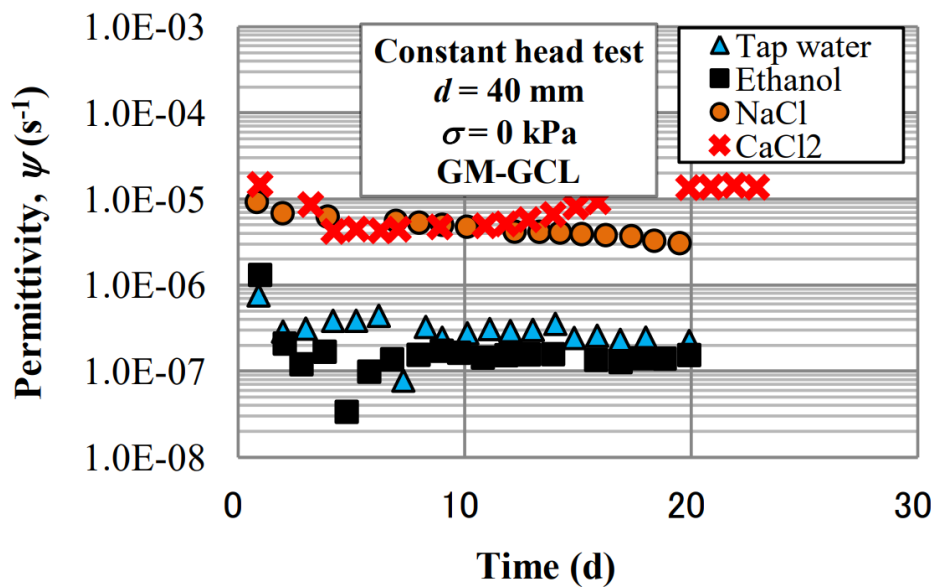 1.0E-03
1.0E-04
1.0E-05
1.0E-06
1.0E-07
1.0E-08
Permittivity, ψ (s⁻¹)
Constant head test
d = 40 mm
σ = 0 kPa
GM-GCL
Tap water
Ethanol
NaCl
CaCl2
0 10 20 30
Time (d)